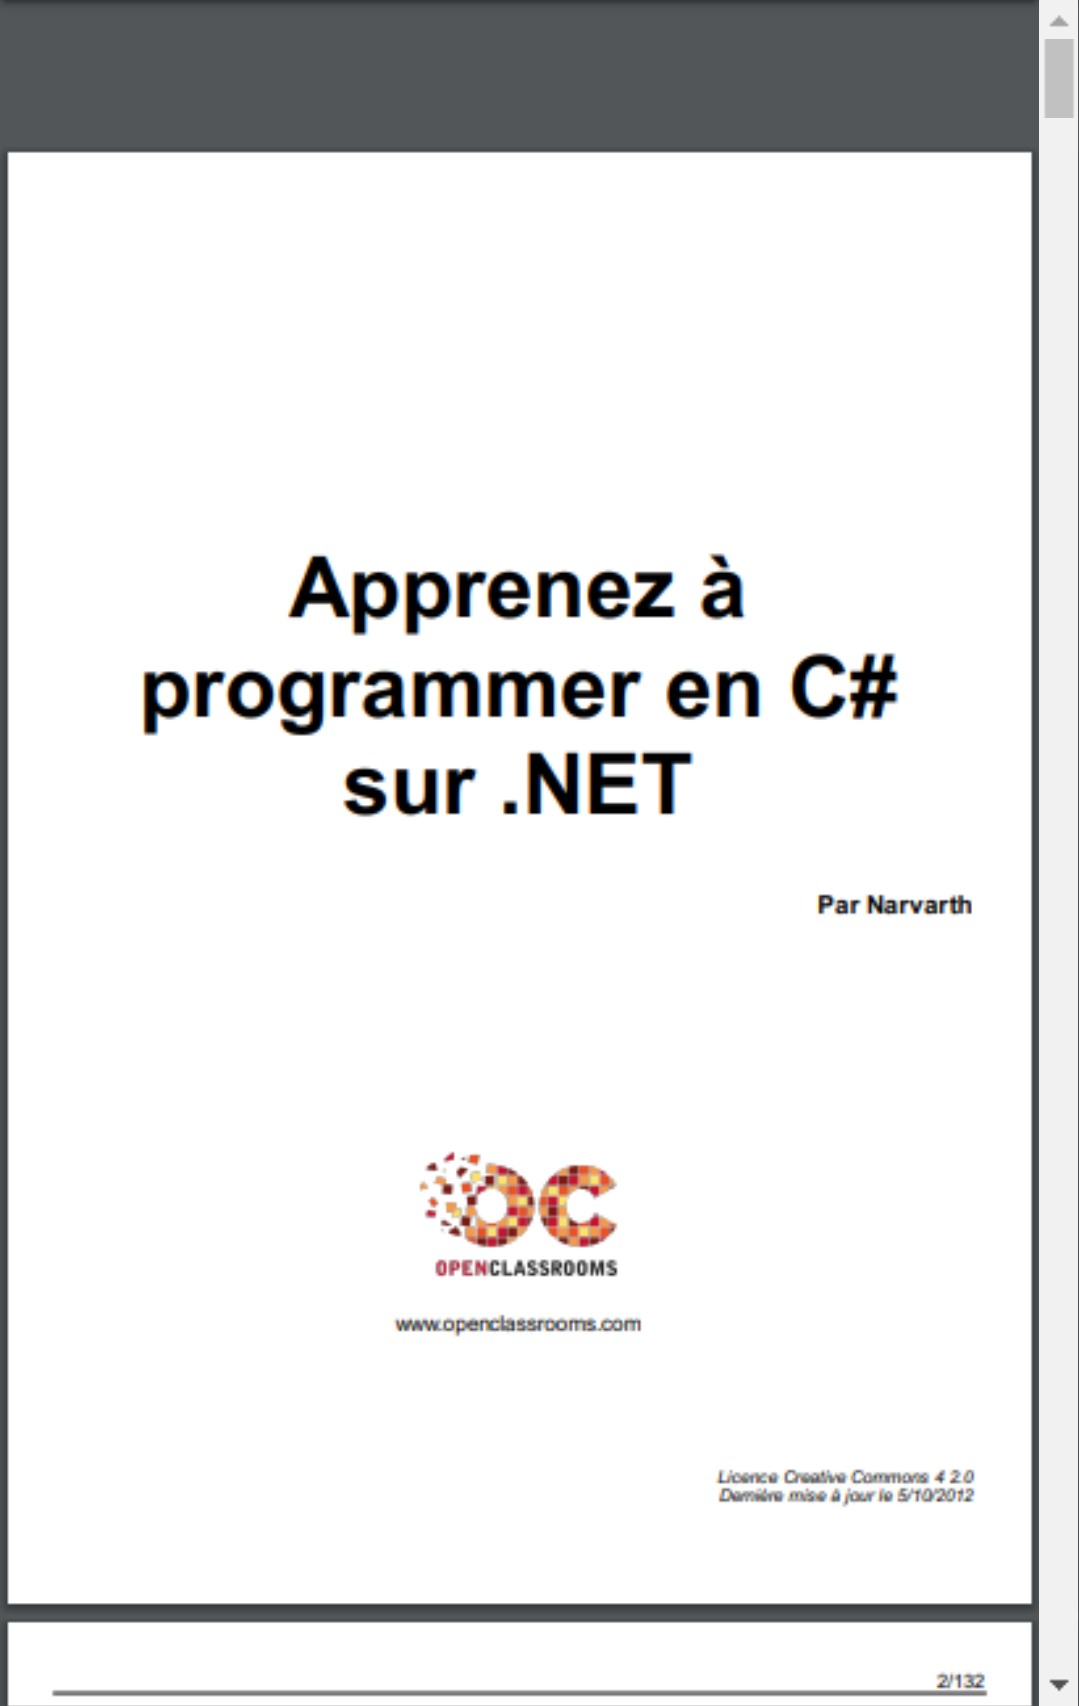 Apprenez à
programmer en C#
sur .NET
Par Narvarth
OC
OPENCLASSROOMS
www.openclassrooms.com
Licence Creative Commons 4 2.0
Dernière mise à jour le 5/10/2012
2/132